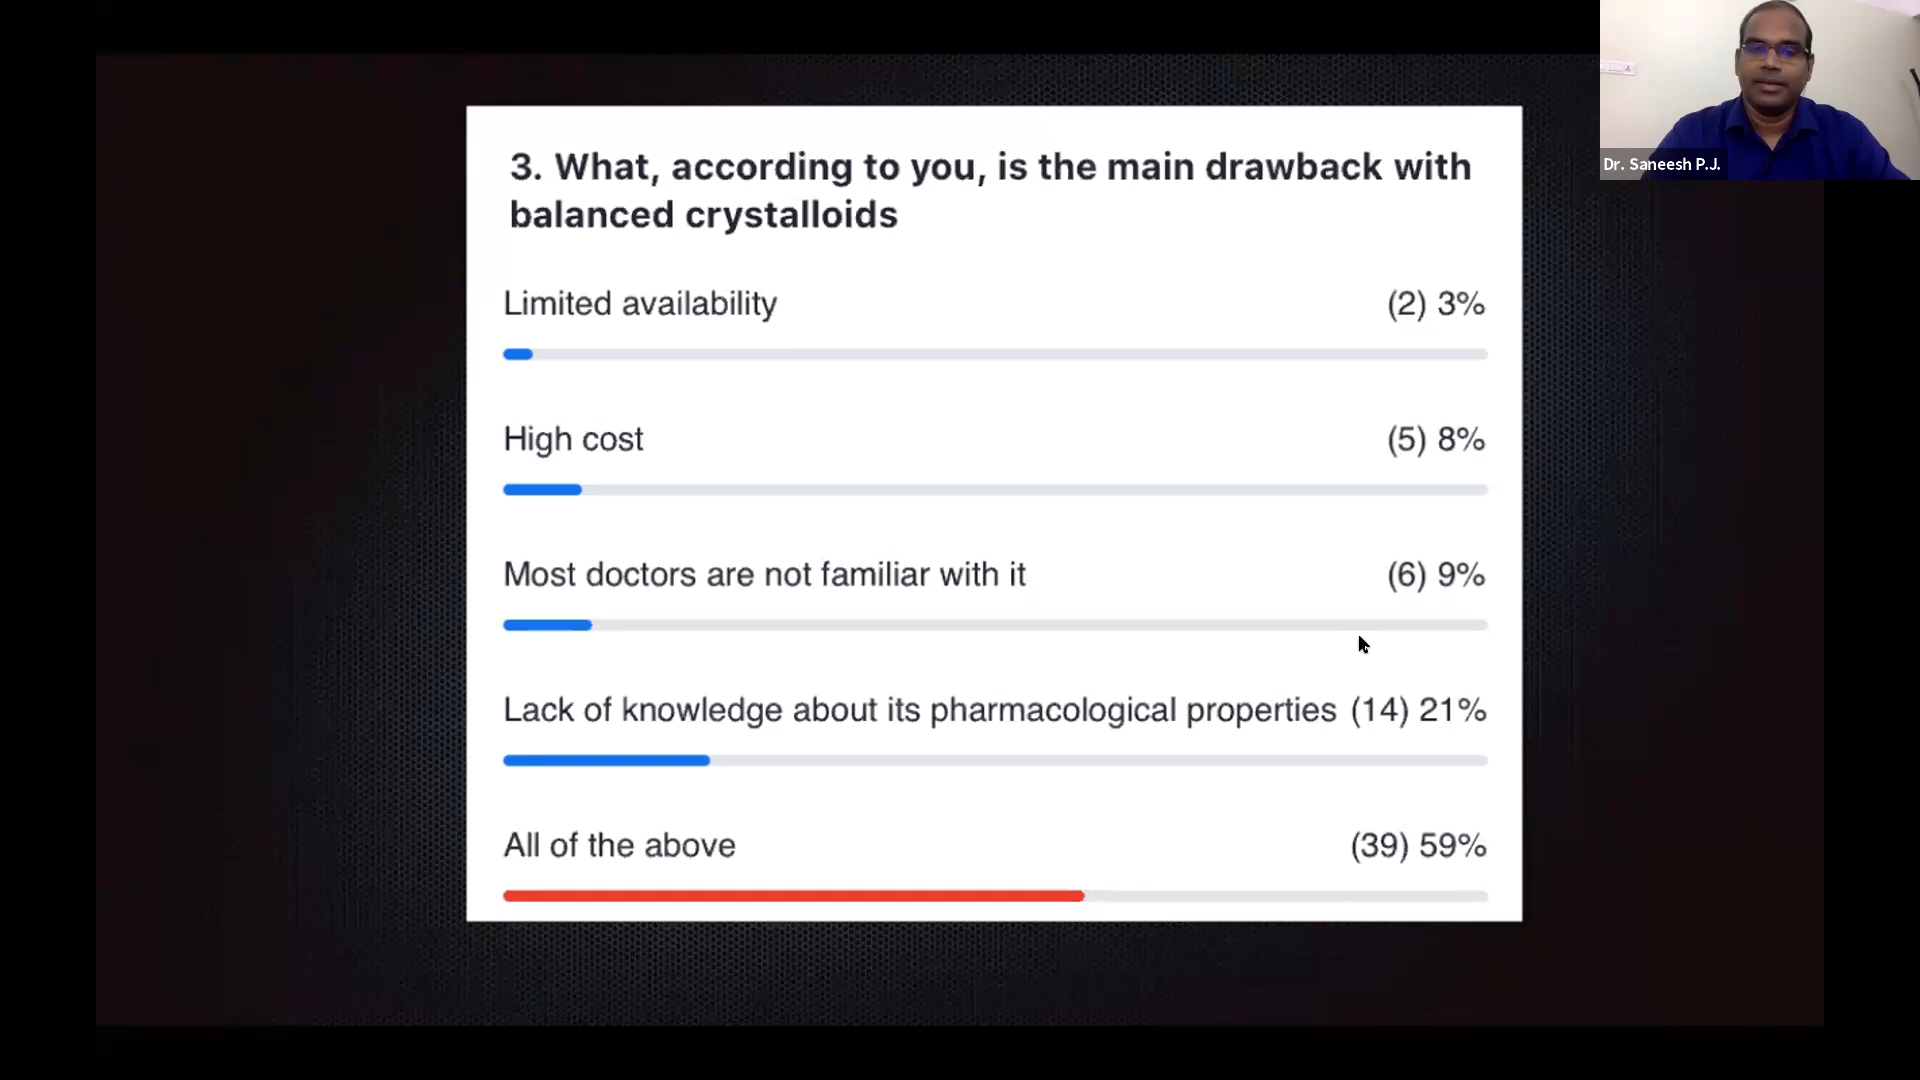 3. What, according to you, is the main drawback with
balanced crystalloids
Limited availability (2) 3%
High cost (5) 8%
Most doctors are not familiar with it (6) 9%
Lack of knowledge about its pharmacological properties (14) 21%
All of the above (39) 59%
Dr. Saneesh P.J.